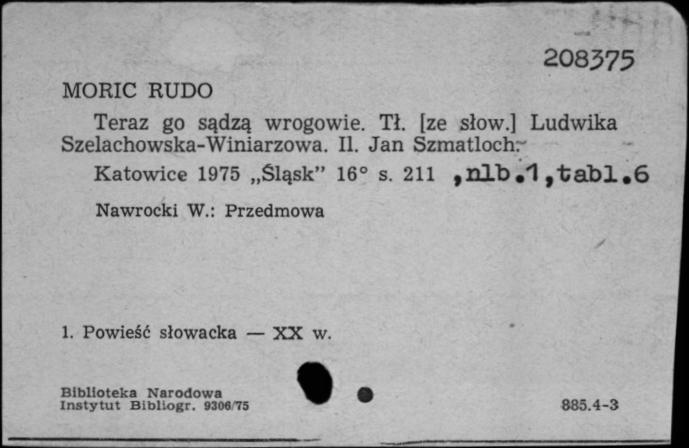 208375
MORIC RUDO
Teraz go sądzą wrogowie. Tł. [ze słow.] Ludwika
Szelachowska-Winiarzowa. Il. Jan Szmatloch.
Katowice 1975 „Śląsk” 16° s. 211 ,nlb.1,tabl.6
Nawrocki W.: Przedmowa
1. Powieść słowacka — XX w.
Biblioteka Narodowa
Instytut Bibliogr. 9306/75
885.4-3